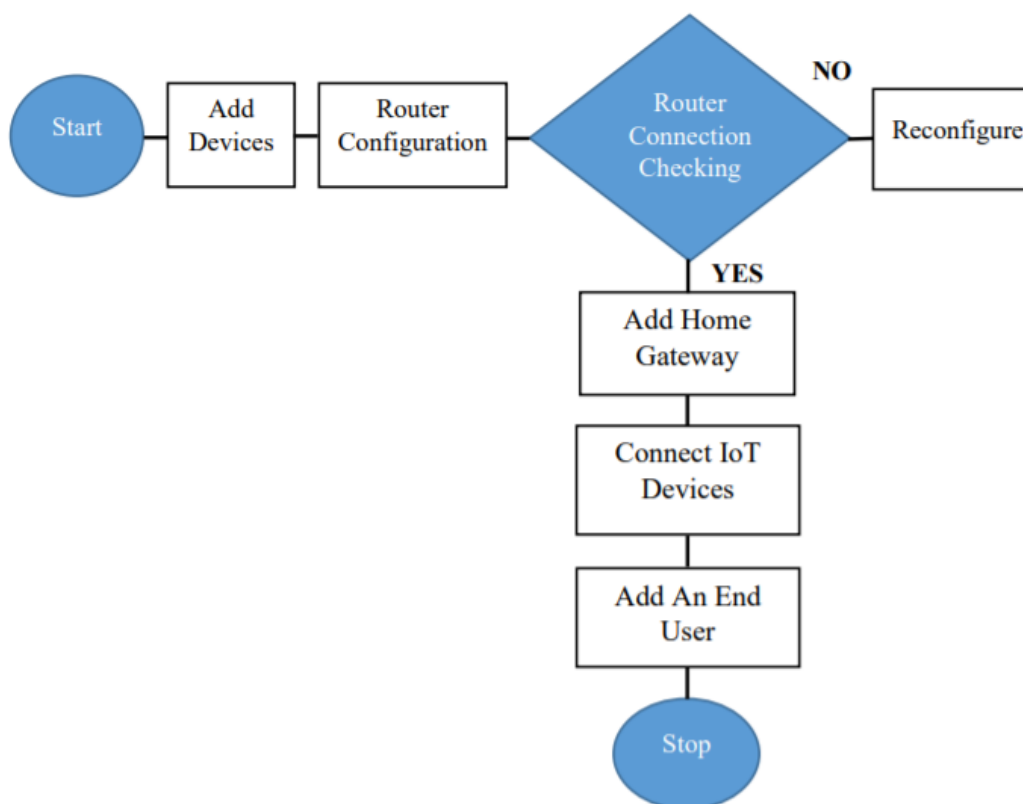 Start
Add
Devices
Router
Configuration
Router
Connection
Checking
NO
Reconfigure
YES
Add Home
Gateway
Connect IoT
Devices
Add An End
User
Stop